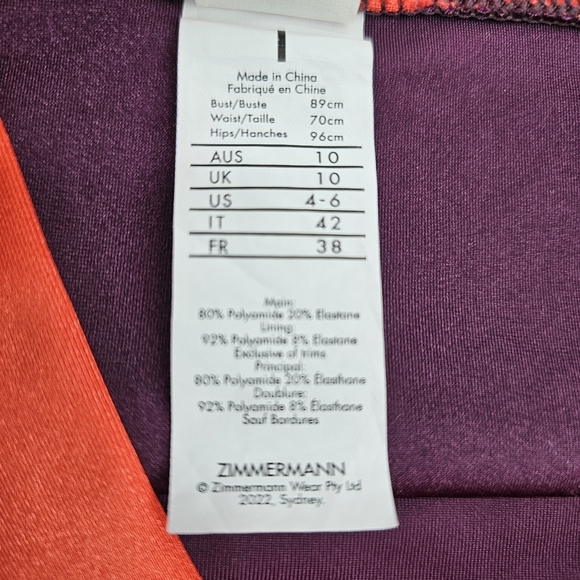 Made in China
Fabriqué en Chine
Bust/Buste 89cm
Waist/Taille 70cm
Hips/Hanches 96cm
AUS 10
UK 10
US 4-6
IT 42
FR 38
Main:
80% Polyamide 20% Elastane
Lining:
92% Polyamide 8% Elastane
Exclusive of trims
Principal:
80% Polyamide 20% Élasthane
Doublure:
92% Polyamide 8% Élasthane
Sauf Bordures
ZIMMERMANN
© Zimmermann Wear Pty Ltd
2022, Sydney.